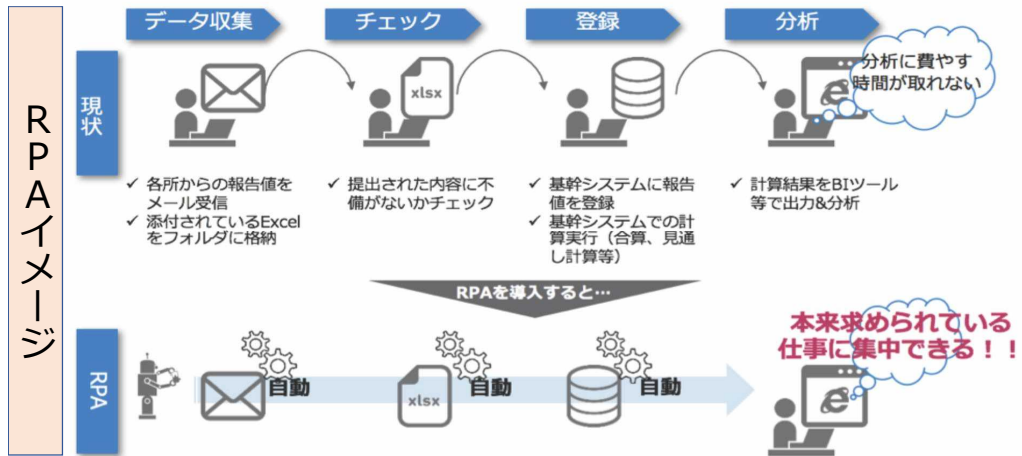 RPAイメージ
データ収集
チェック
登録
分析
現状
xlsx
分析に費やす
時間が取れない
✓ 各所からの報告値を
メール受信
✓ 添付されているExcel
をフォルダに格納
✓ 提出された内容に不
備がないかチェック
✓ 基幹システムに報告
値を登録
✓ 基幹システムでの計
算実行（合算、見通
し計算等）
✓ 計算結果をBIツール
等で出力&分析
RPAを導入すると…
RPA
自動
xlsx
自動
自動
本来求められている
仕事に集中できる！！